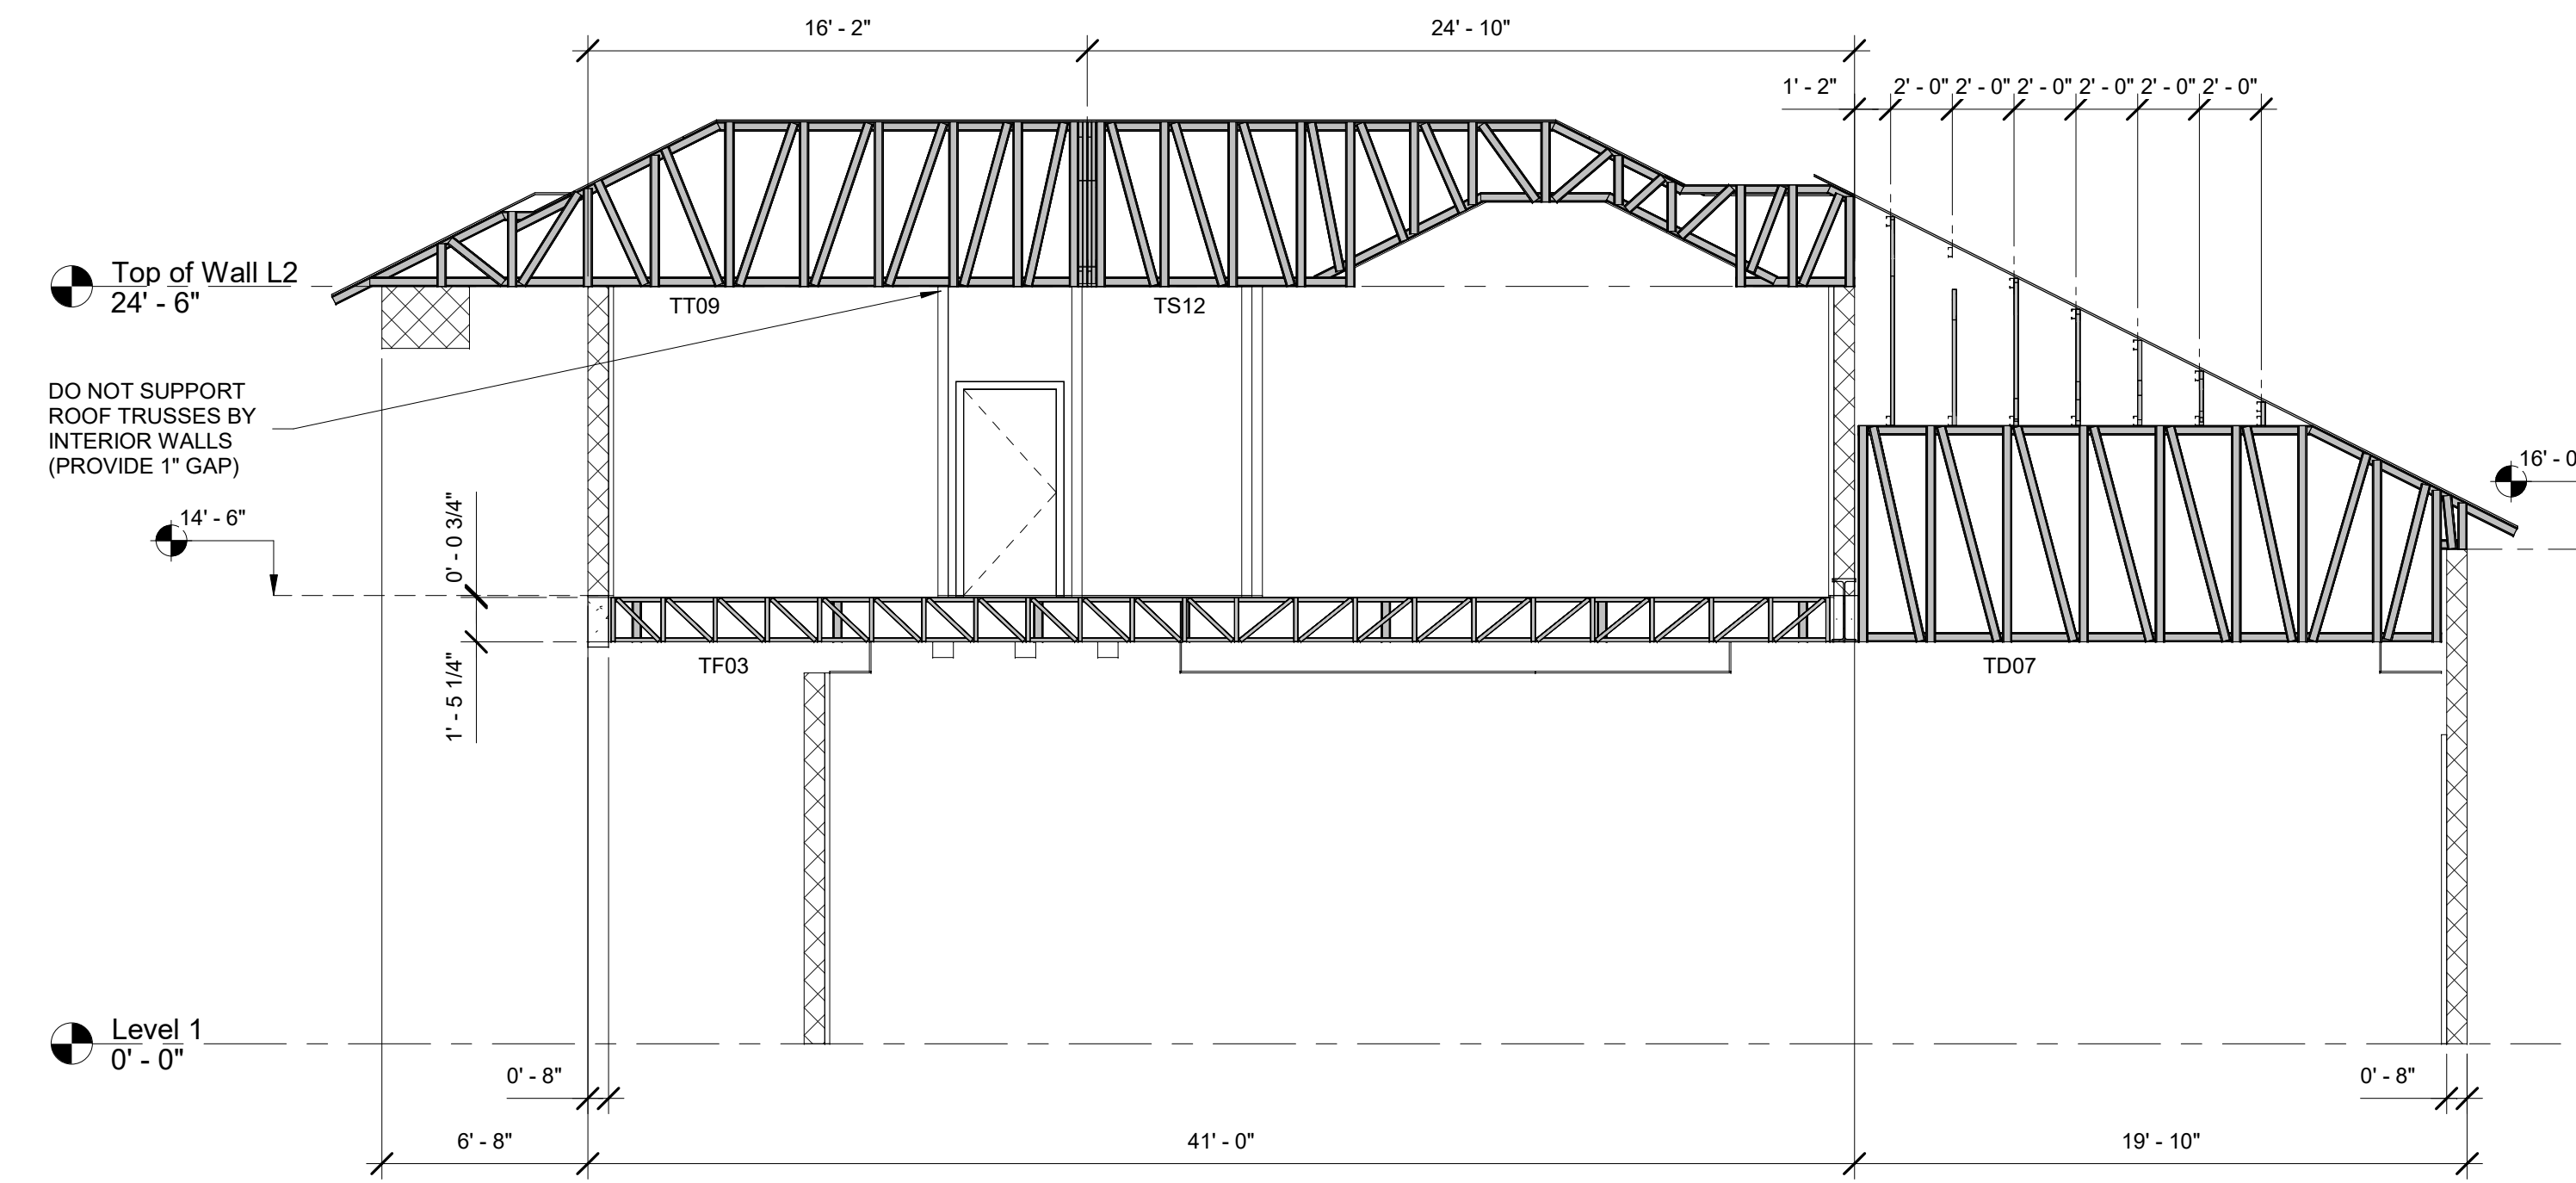 16' - 2"
24' - 10"
1' - 2"
2' - 0"
2' - 0"
2' - 0"
2' - 0"
2' - 0"
2' - 0"
Top of Wall L2
24' - 6"
TT09
TS12
DO NOT SUPPORT
ROOF TRUSSES BY
INTERIOR WALLS
(PROVIDE 1" GAP)
16' - 0
14' - 6"
0' - 0 3/4"
1' - 5 1/4"
TF03
TD07
Level 1
0' - 0"
0' - 8"
0' - 8"
6' - 8"
41' - 0"
19' - 10"